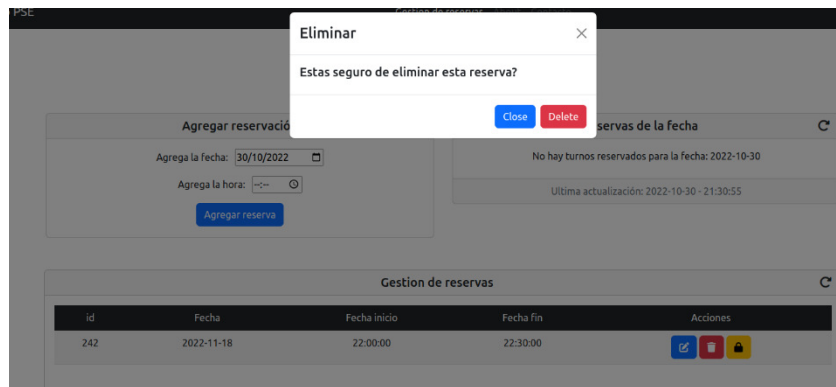 PSE
Gestion de reservas
Eliminar
Estas seguro de eliminar esta reserva?
Close Delete
Agregar reservació
Agrega la fecha: 30/10/2022
Agrega la hora: --:--
Agregar reserva
servas de la fecha
No hay turnos reservados para la fecha: 2022-10-30
Ultima actualización: 2022-10-30 - 21:30:55
Gestion de reservas
id Fecha Fecha inicio Fecha fin Acciones
242 2022-11-18 22:00:00 22:30:00